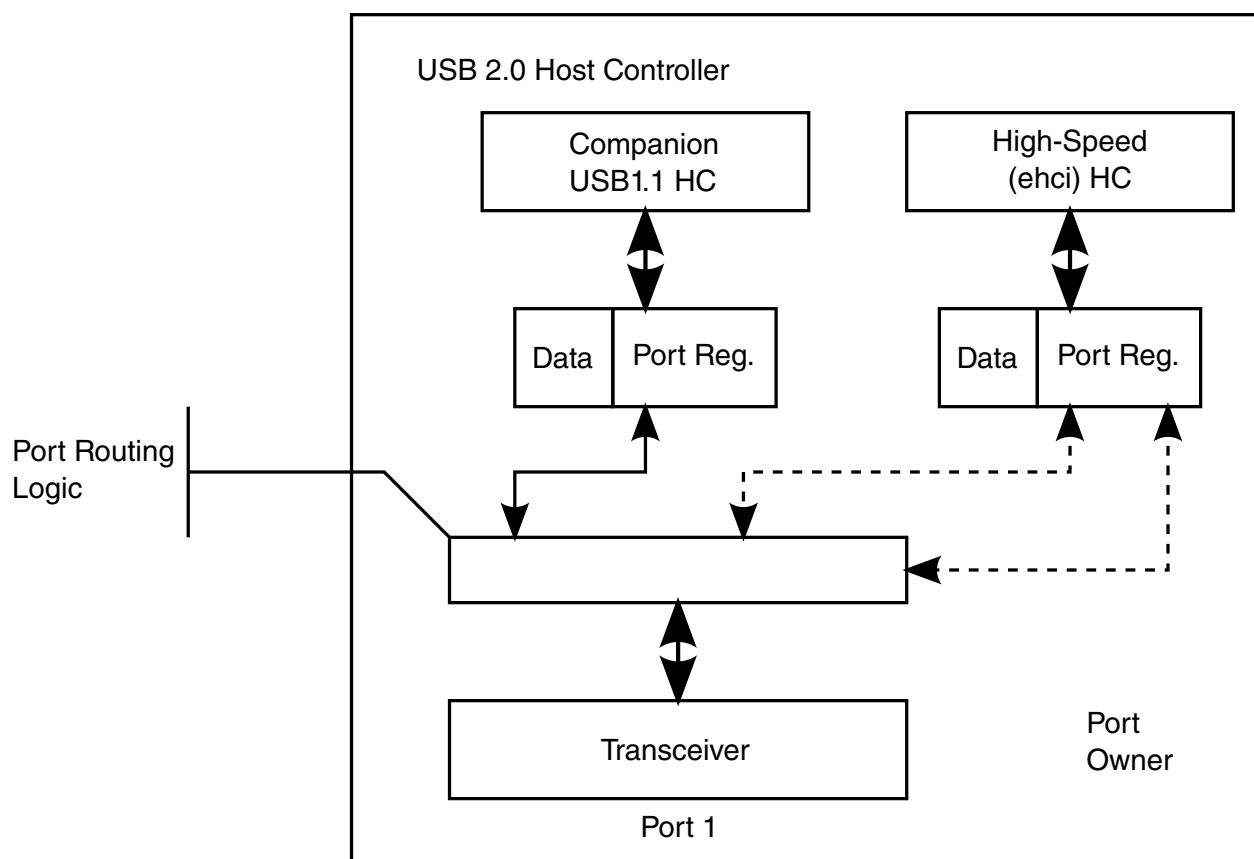 USB 2.0 Host Controller
Companion
USB1.1 HC
High-Speed
(ehci) HC
Data
Port Reg.
Data
Port Reg.
Port Routing
Logic
Transceiver
Port
Owner
Port 1